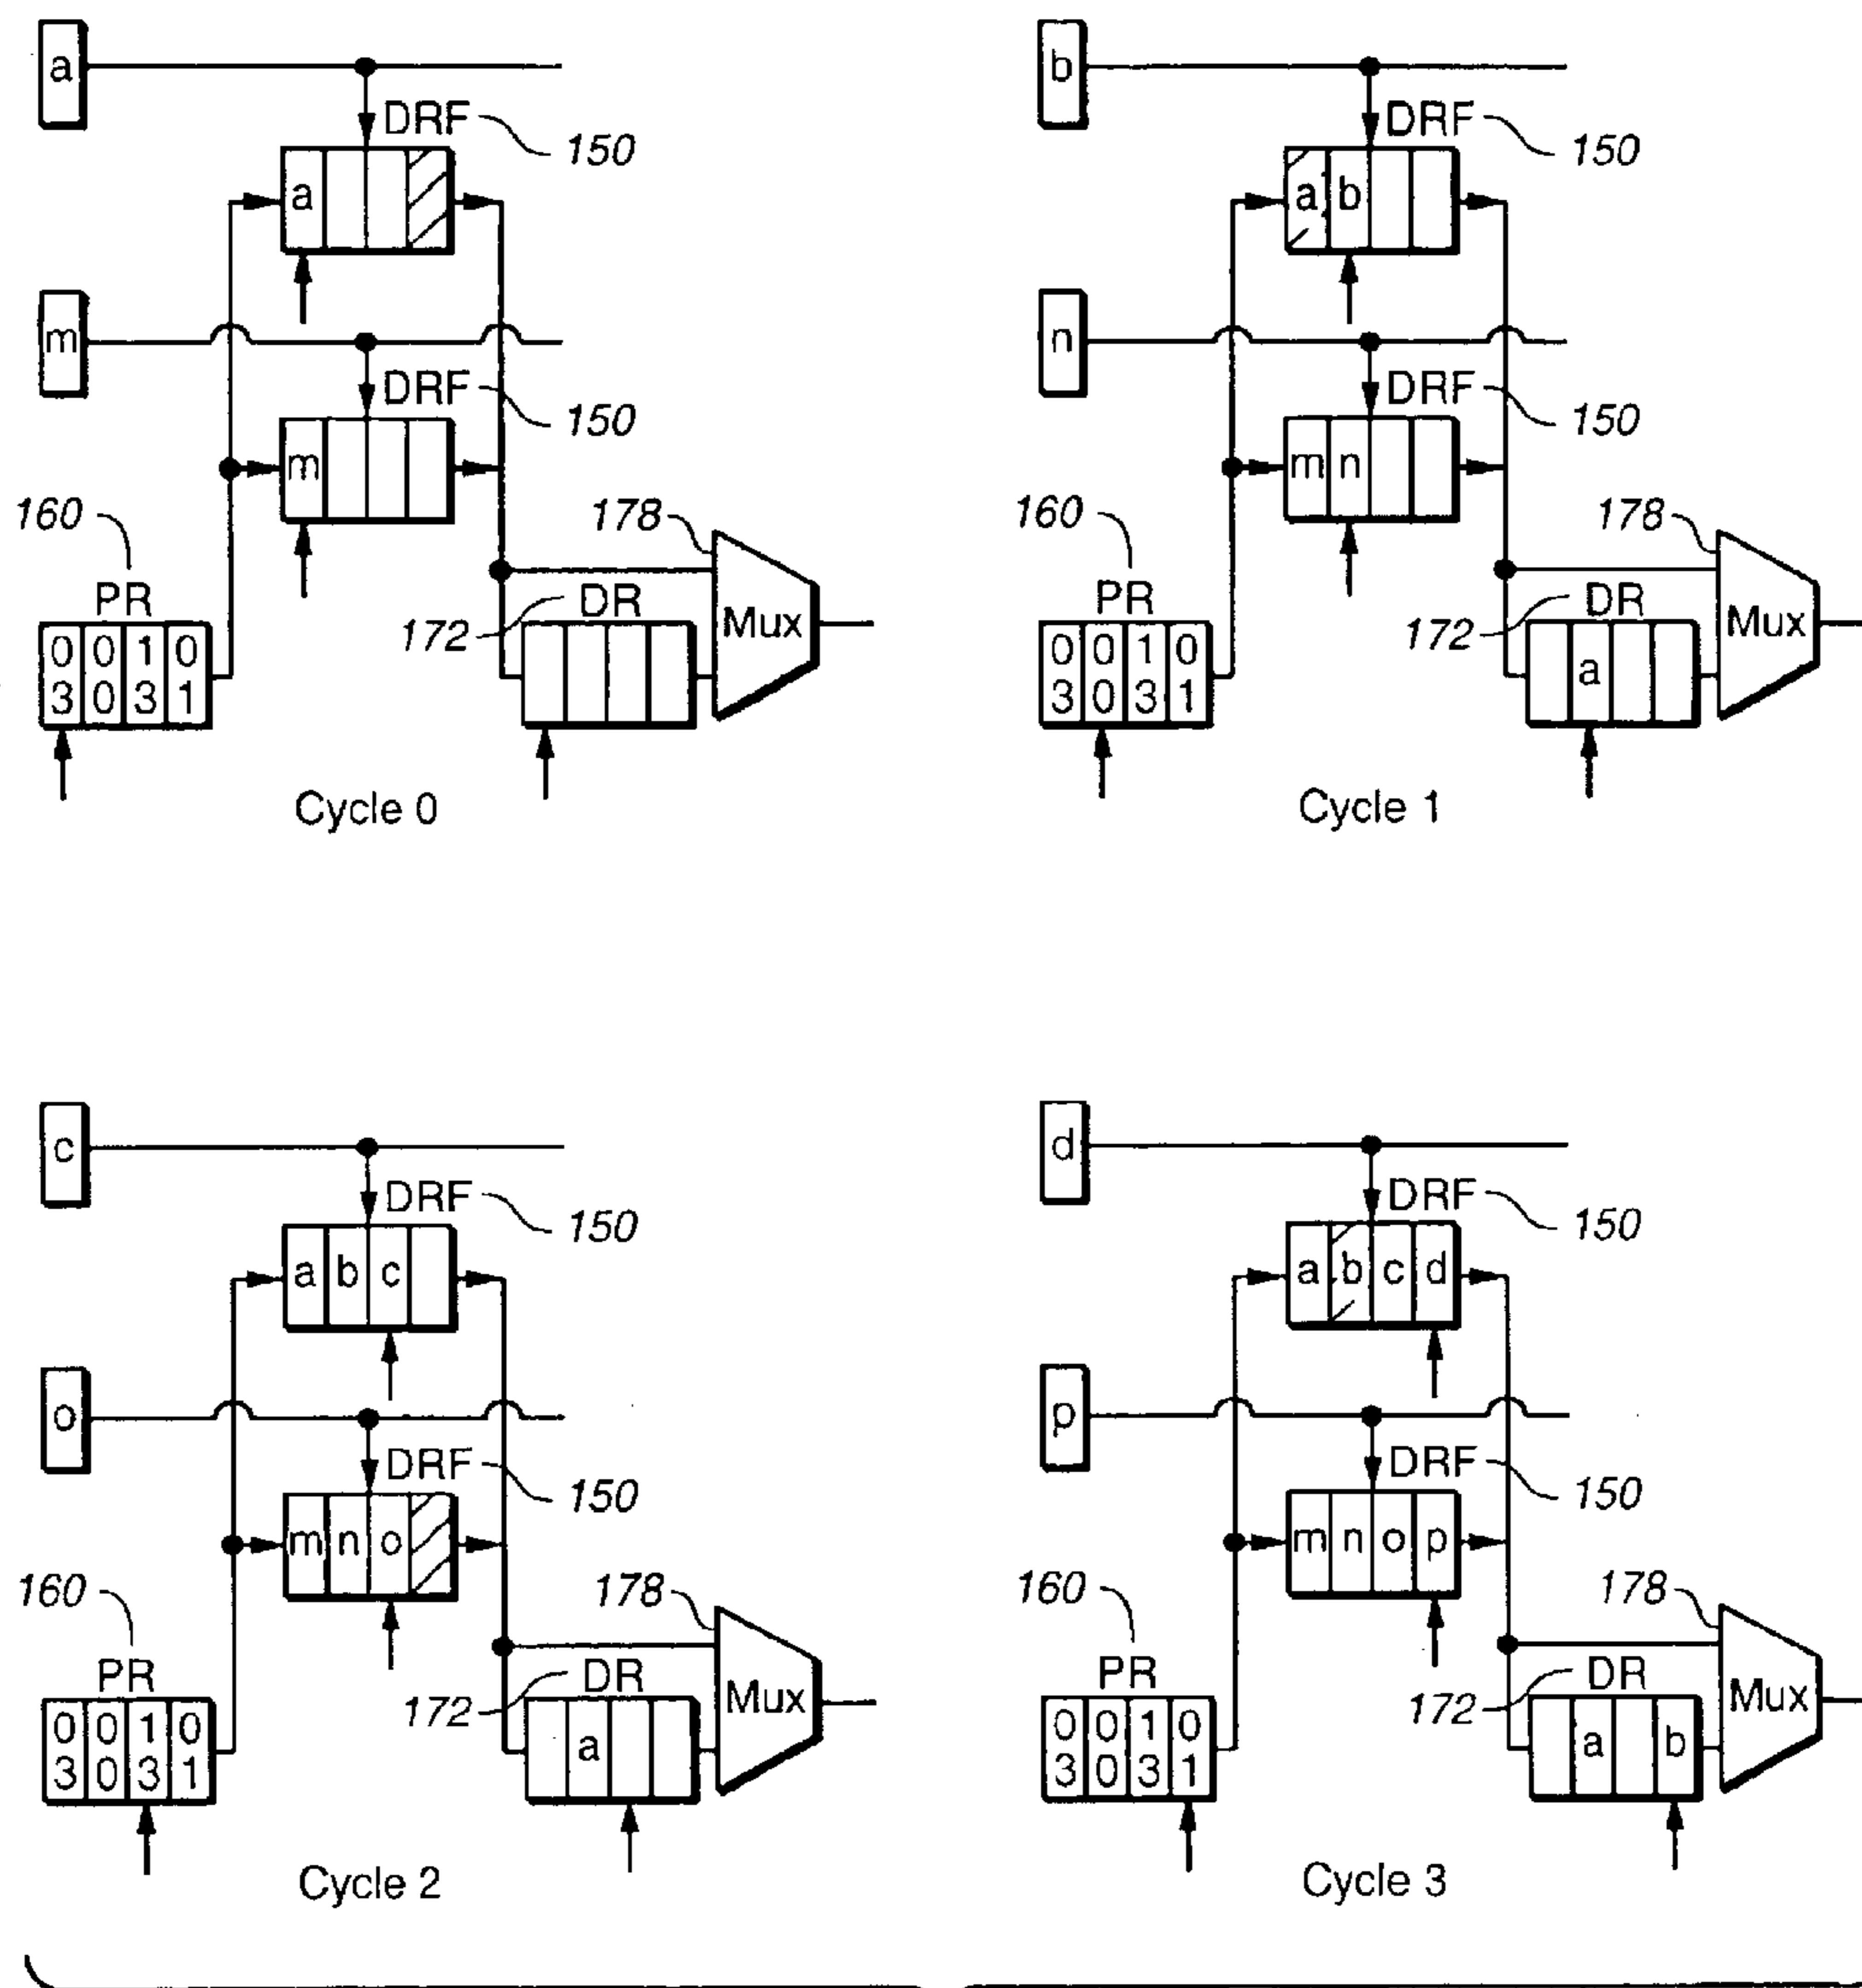 a
DRF
150
a
m
DRF
150
m
160
PR
0 0 1 0
3 0 3 1
178
172
DR
Mux
Cycle 0
b
DRF
150
a b
n
DRF
150
m n
160
PR
0 0 1 0
3 0 3 1
178
172
DR
a
Mux
Cycle 1
c
DRF
150
a b c
o
DRF
150
m n o
160
PR
0 0 1 0
3 0 3 1
178
172
DR
a
Mux
Cycle 2
d
DRF
150
a b c d
p
DRF
150
m n o p
160
PR
0 0 1 0
3 0 3 1
178
172
DR
a b
Mux
Cycle 3